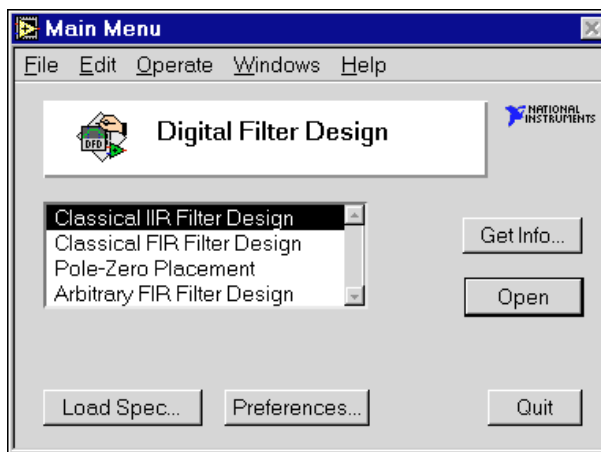 Main Menu
File Edit Operate Windows Help
DFD
Digital Filter Design
NATIONAL
INSTRUMENTS
Classical IIR Filter Design
Classical FIR Filter Design
Pole-Zero Placement
Arbitrary FIR Filter Design
Get Info...
Open
Load Spec... Preferences... Quit